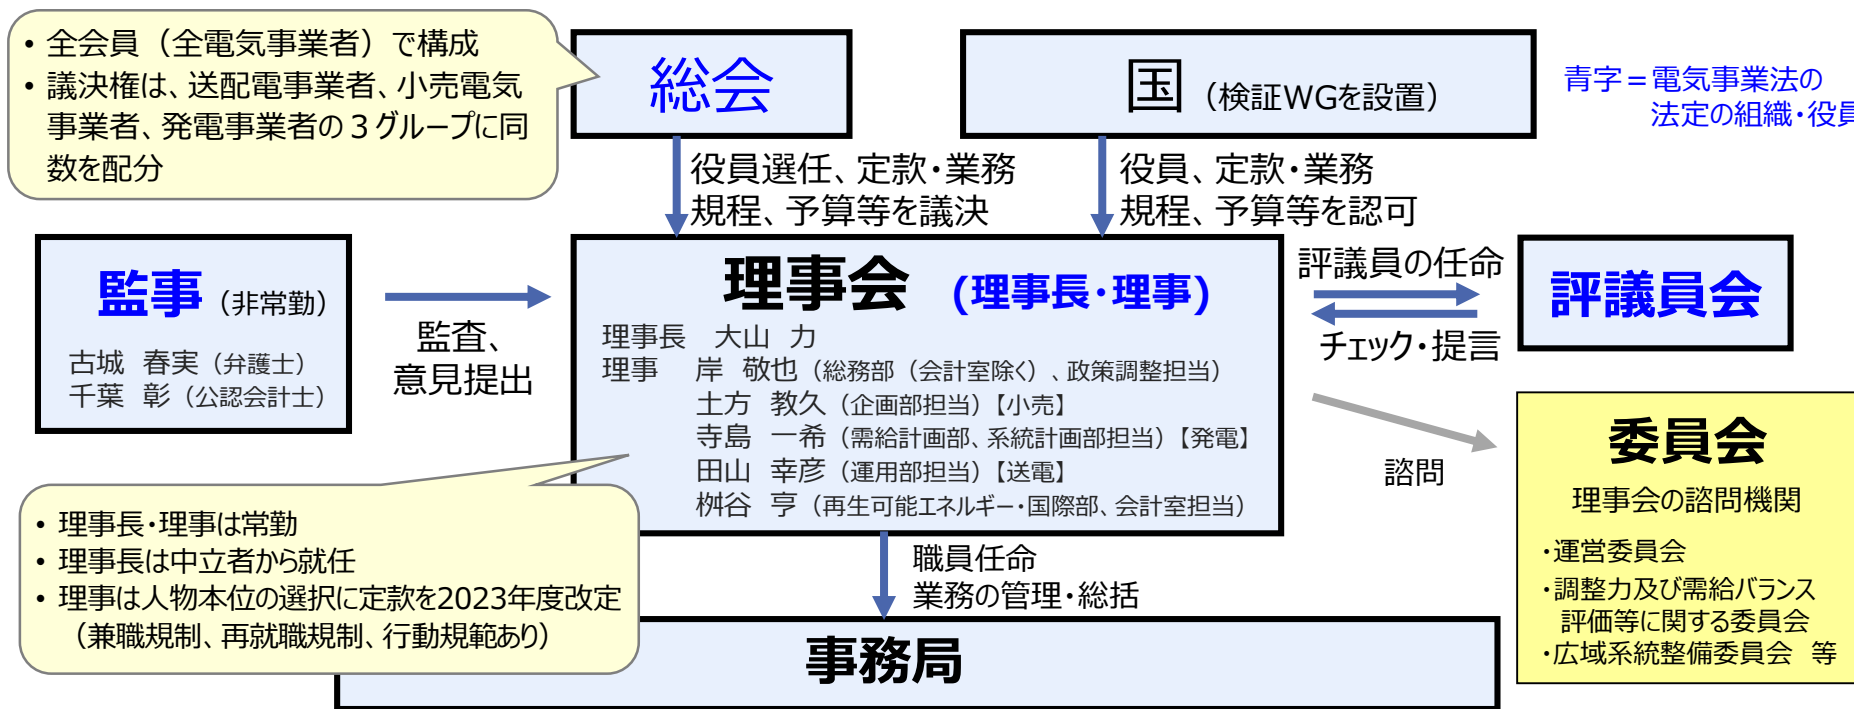 ・全会員（全電気事業者）で構成
・議決権は、送配電事業者、小売電気
事業者、発電事業者の３グループに同
数を配分
総会
国（検証WGを設置）
青字＝電気事業法の
法定の組織・役員
役員選任、定款・業務
規程、予算等を議決
役員、定款・業務
規程、予算等を認可
監事（非常勤）
古城 春実（弁護士）
千葉 彰（公認会計士）
監査、
意見提出
理事会 (理事長・理事)
理事長 大山 力
理事 岸 敬也（総務部（会計室除く）、政策調整担当）
土方 教久（企画部担当）【小売】
寺島 一希（需給計画部、系統計画部担当）【発電】
田山 幸彦（運用部担当）【送電】
桝谷 亨（再生可能エネルギー・国際部、会計室担当）
評議員の任命
チェック・提言
評議員会
諮問
委員会
理事会の諮問機関
・運営委員会
・調整力及び需給バランス
評価等に関する委員会
・広域系統整備委員会 等
・理事長・理事は常勤
・理事長は中立者から就任
・理事は人物本位の選択に定款を2023年度改定
（兼職規制、再就職規制、行動規範あり）
職員任命
業務の管理・総括
事務局